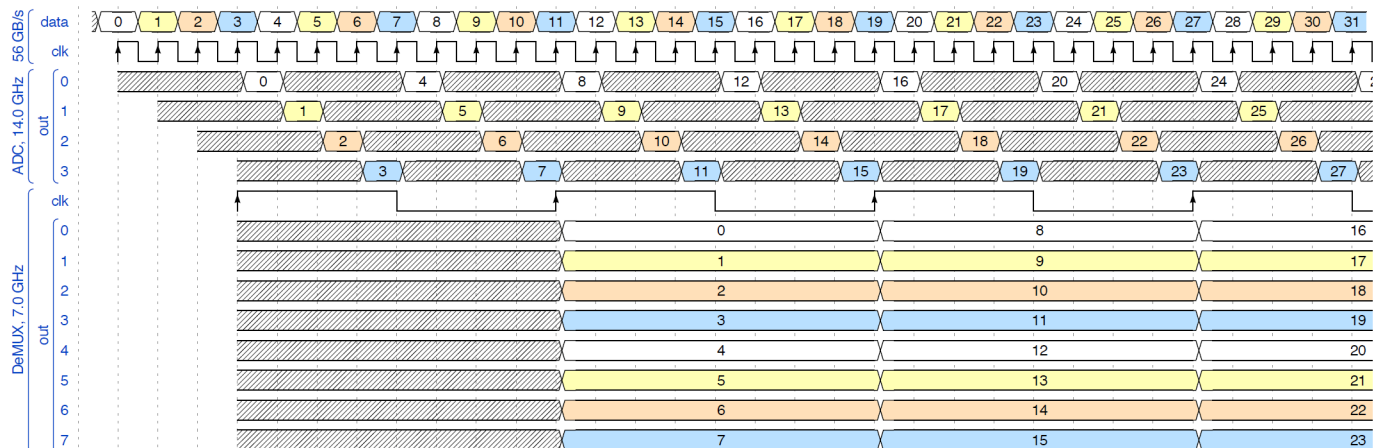 56 GB/s
data 0 1 2 3 4 5 6 7 8 9 10 11 12 13 14 15 16 17 18 19 20 21 22 23 24 25 26 27 28 29 30 31
clk
ADC, 14.0 GHz
out
0 0 4 8 12 16 20 24
1 1 5 9 13 17 21 25
2 2 6 10 14 18 22 26
3 3 7 11 15 19 23 27
DeMUX, 7.0 GHz
clk
out
0 0 8 16
1 1 9 17
2 2 10 18
3 3 11 19
4 4 12 20
5 5 13 21
6 6 14 22
7 7 15 23